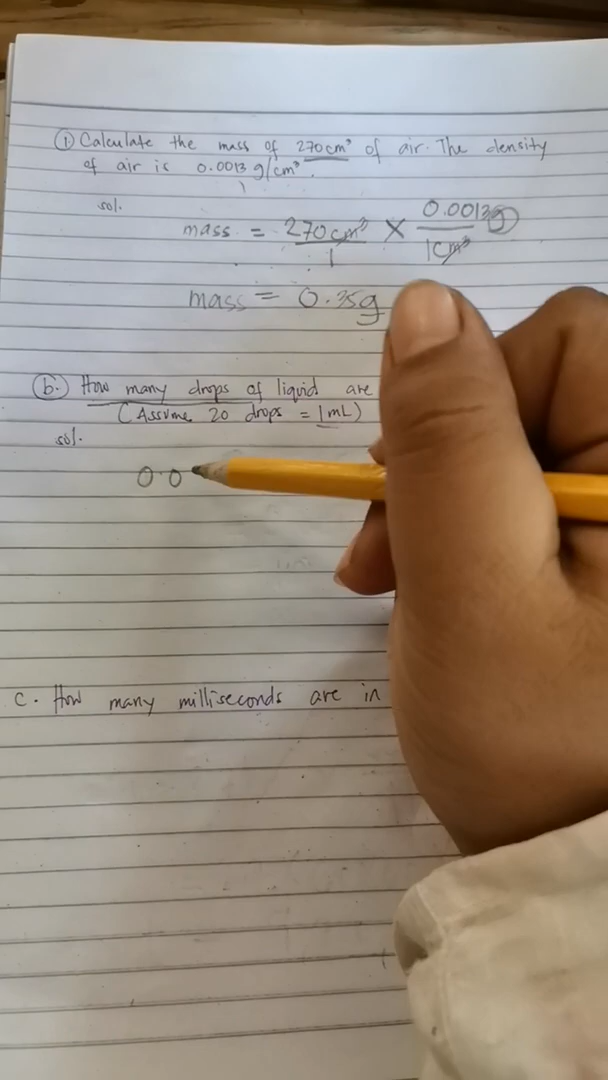 ① Calculate the mass of 270cm³ of air. The density
of air is 0.0013 g/cm³.
sol.
mass = 270cm³ × 0.0013g
1 1cm³
mass = 0.35g
b.) How many drops of liquid are
(Assume 20 drops = 1mL)
sol.
0.0
C. How many milliseconds are in